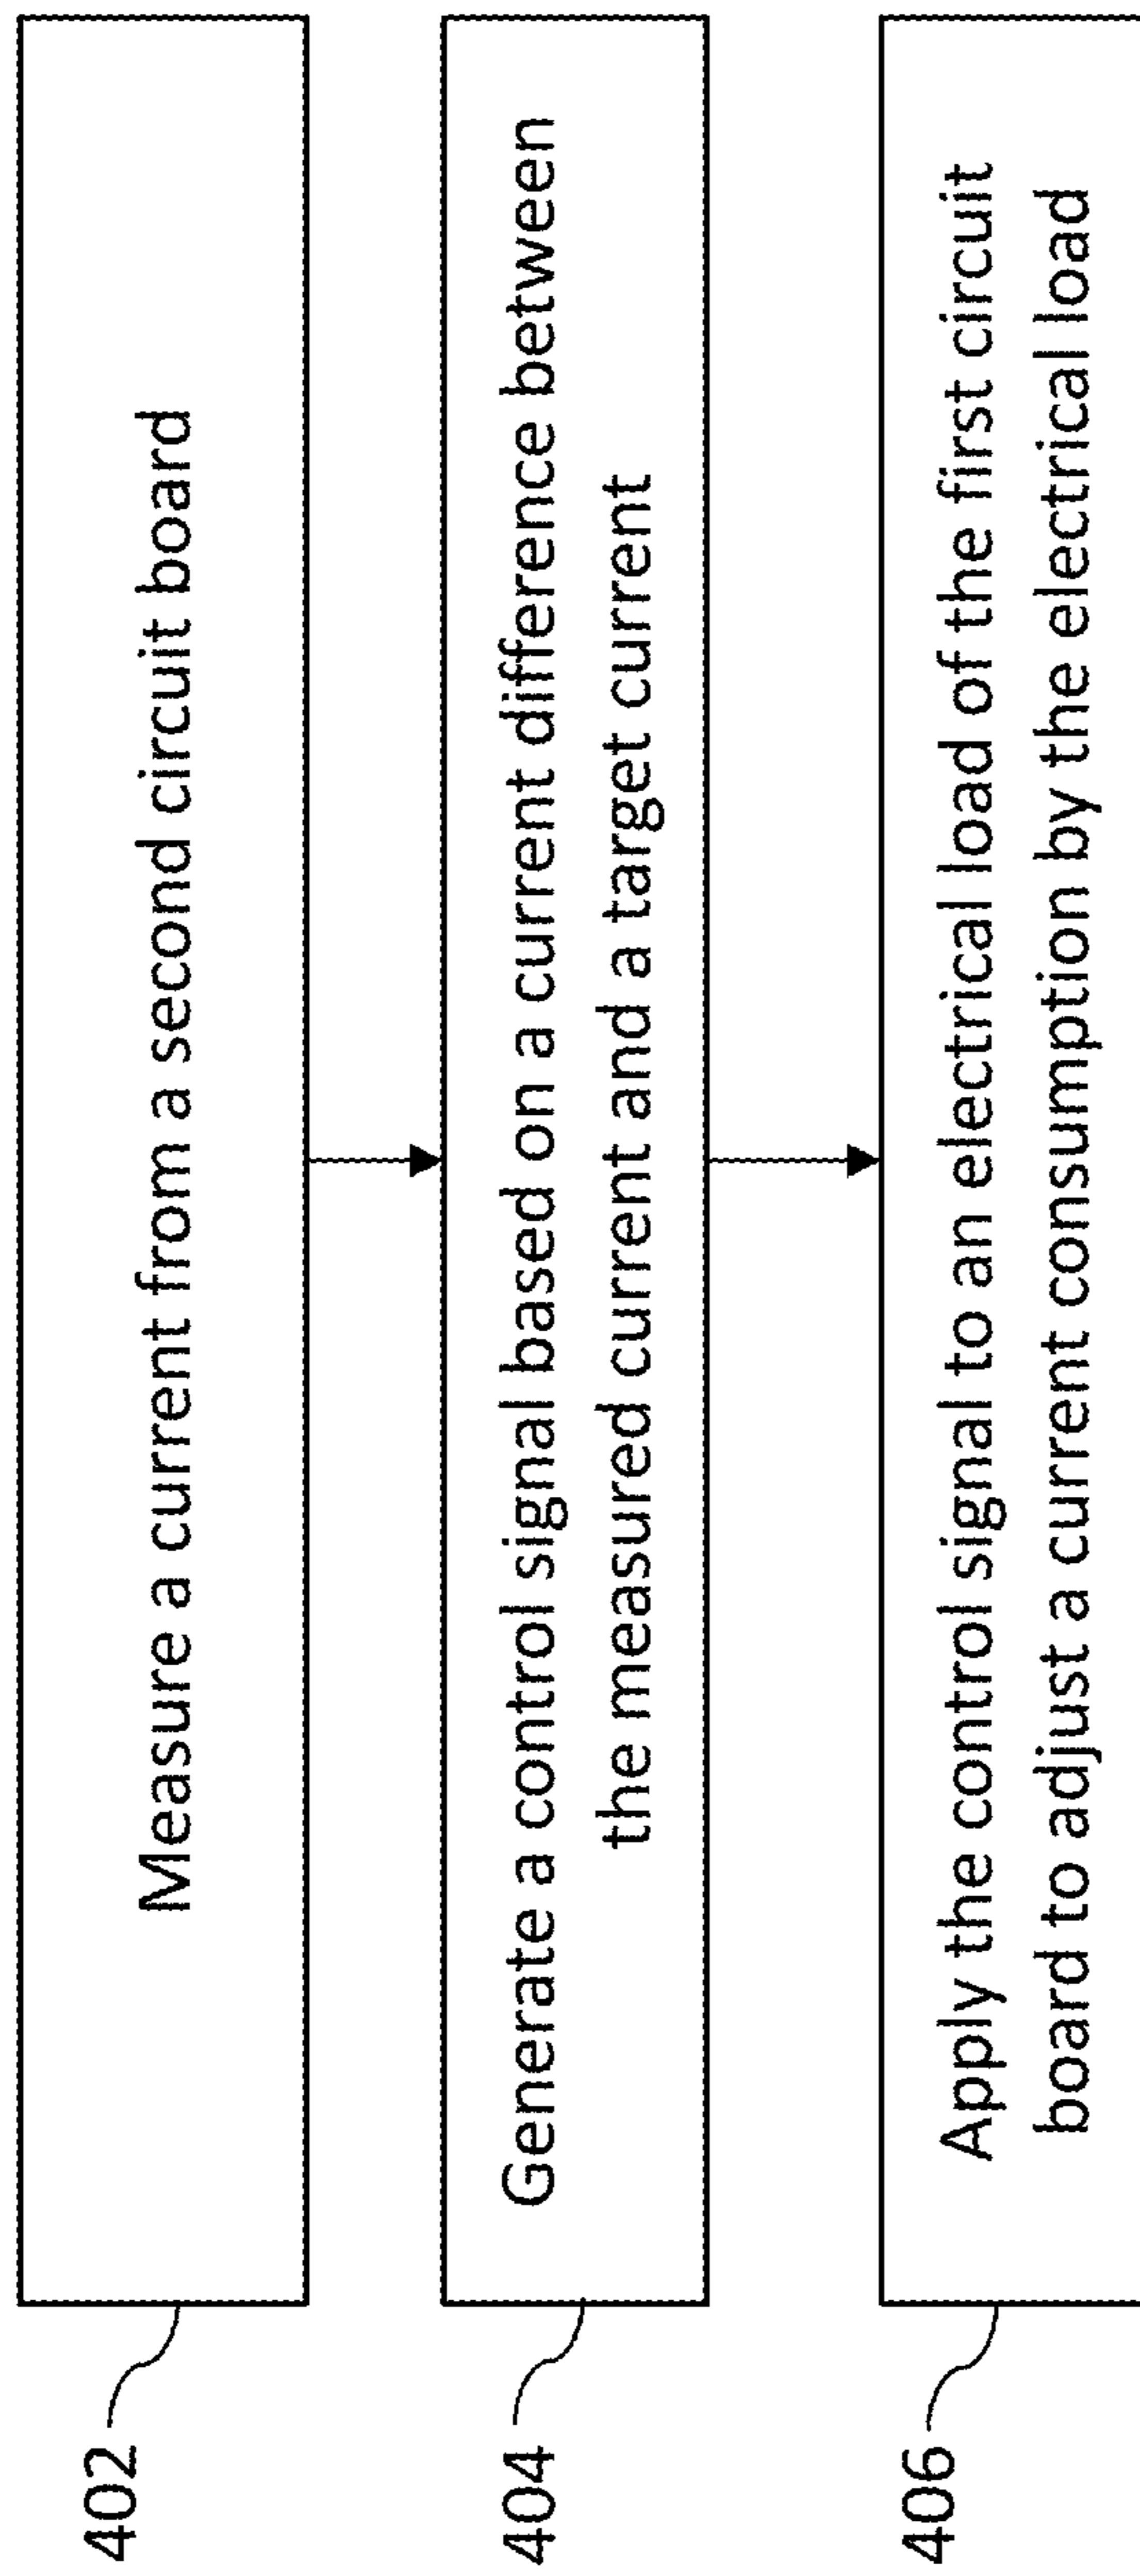 402
Measure a current from a second circuit board
404
Generate a control signal based on a current difference between
the measured current and a target current
406
Apply the control signal to an electrical load of the first circuit
board to adjust a current consumption by the electrical load